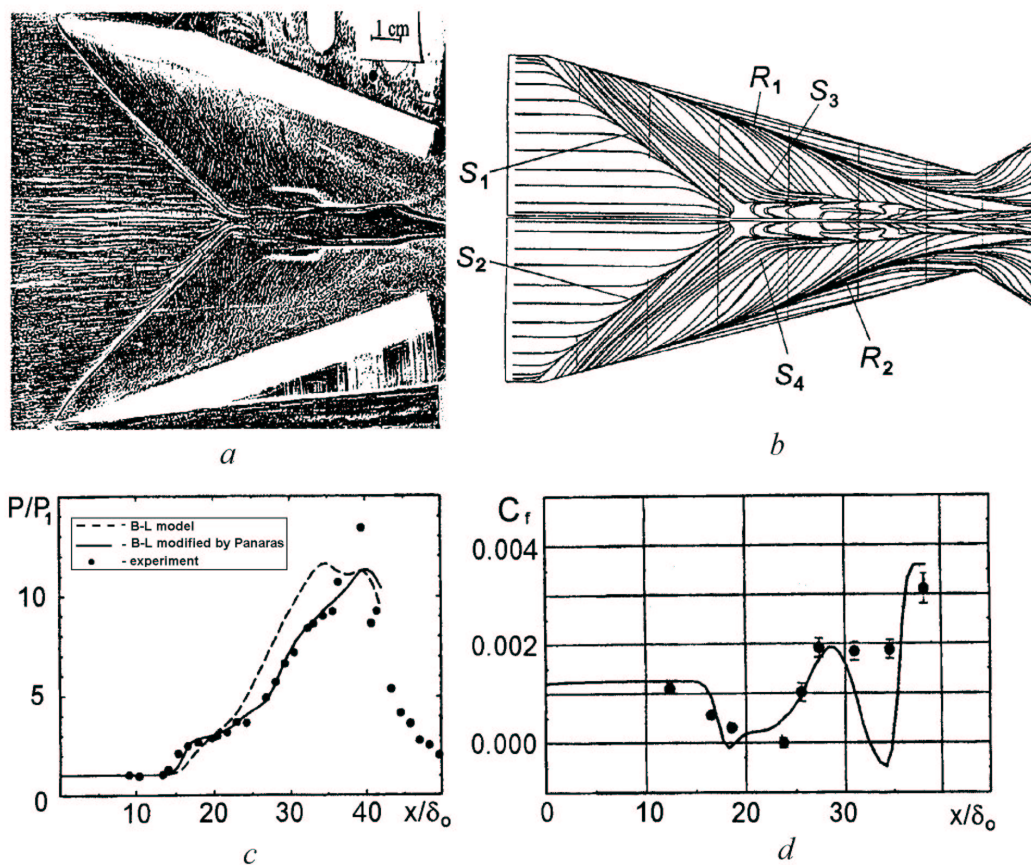 1 cm
a
R1
S3
S1
S2
S4
R2
b
P/P1
- B-L model
- B-L modified by Panaras
- experiment
10
5
0
10
20
30
40
x/δo
c
Cf
0.004
0.002
0.000
0
10
20
30
x/δo
d